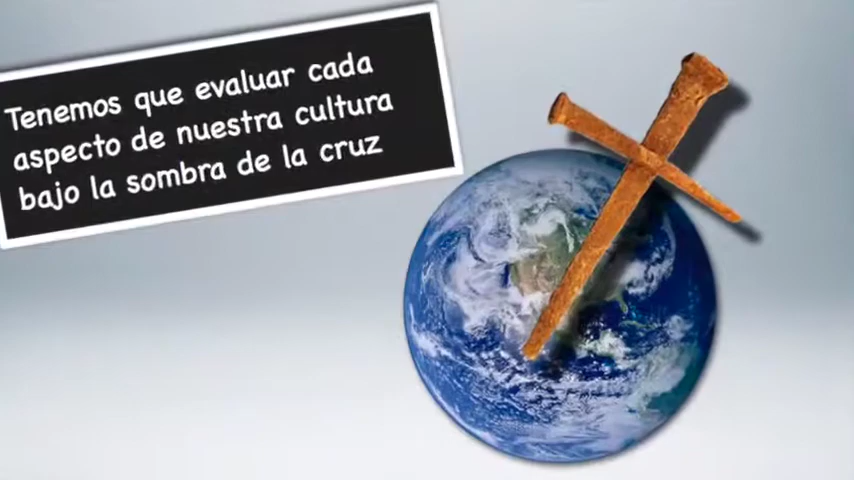 Tenemos que evaluar cada
aspecto de nuestra cultura
bajo la sombra de la cruz